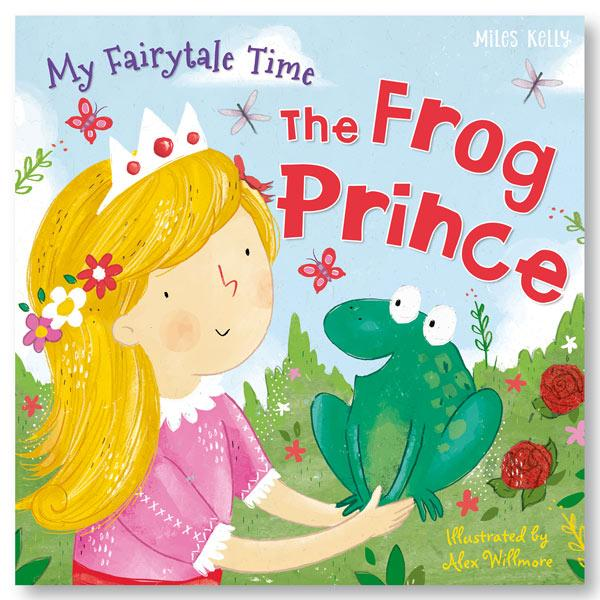 Miles Kelly
My Fairytale Time
The Frog
Prince
Illustrated by
Alex Willmore